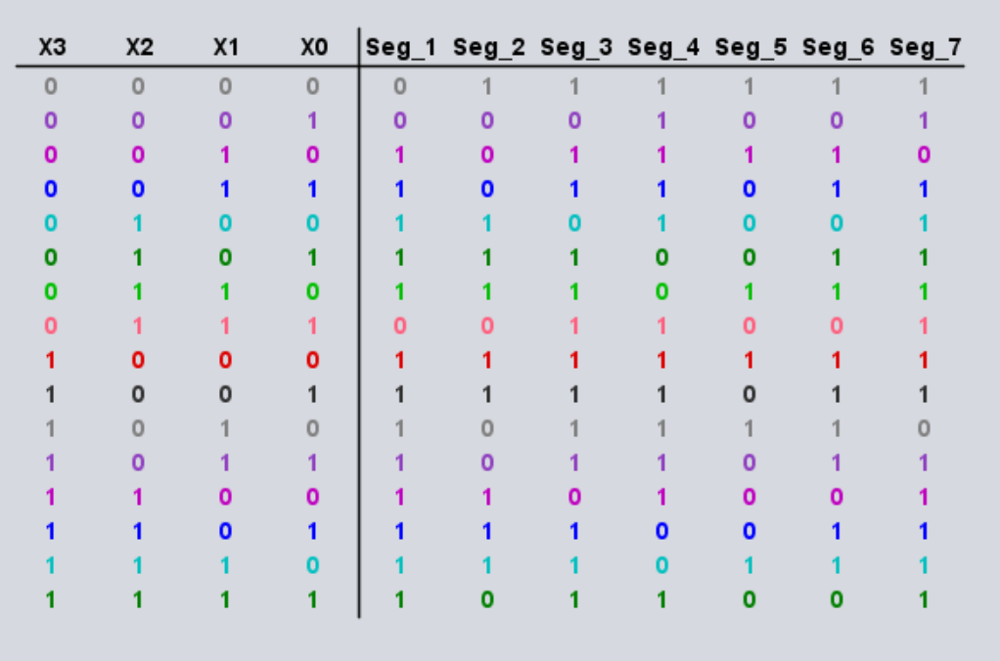 X3 X2 X1 X0 Seg_1 Seg_2 Seg_3 Seg_4 Seg_5 Seg_6 Seg_7
0 0 0 0 0 1 1 1 1 1 1
0 0 0 1 0 0 0 1 0 0 1
0 0 1 0 1 0 1 1 1 1 0
0 0 1 1 1 0 1 1 0 1 1
0 1 0 0 1 1 0 1 0 0 1
0 1 0 1 1 1 1 0 0 1 1
0 1 1 0 1 1 1 0 1 1 1
0 1 1 1 0 0 1 1 0 0 1
1 0 0 0 1 1 1 1 1 1 1
1 0 0 1 1 1 1 1 0 1 1
1 0 1 0 1 0 1 1 1 1 0
1 0 1 1 1 0 1 1 0 1 1
1 1 0 0 1 1 0 1 0 0 1
1 1 0 1 1 1 1 0 0 1 1
1 1 1 0 1 1 1 0 1 1 1
1 1 1 1 1 0 1 1 0 0 1